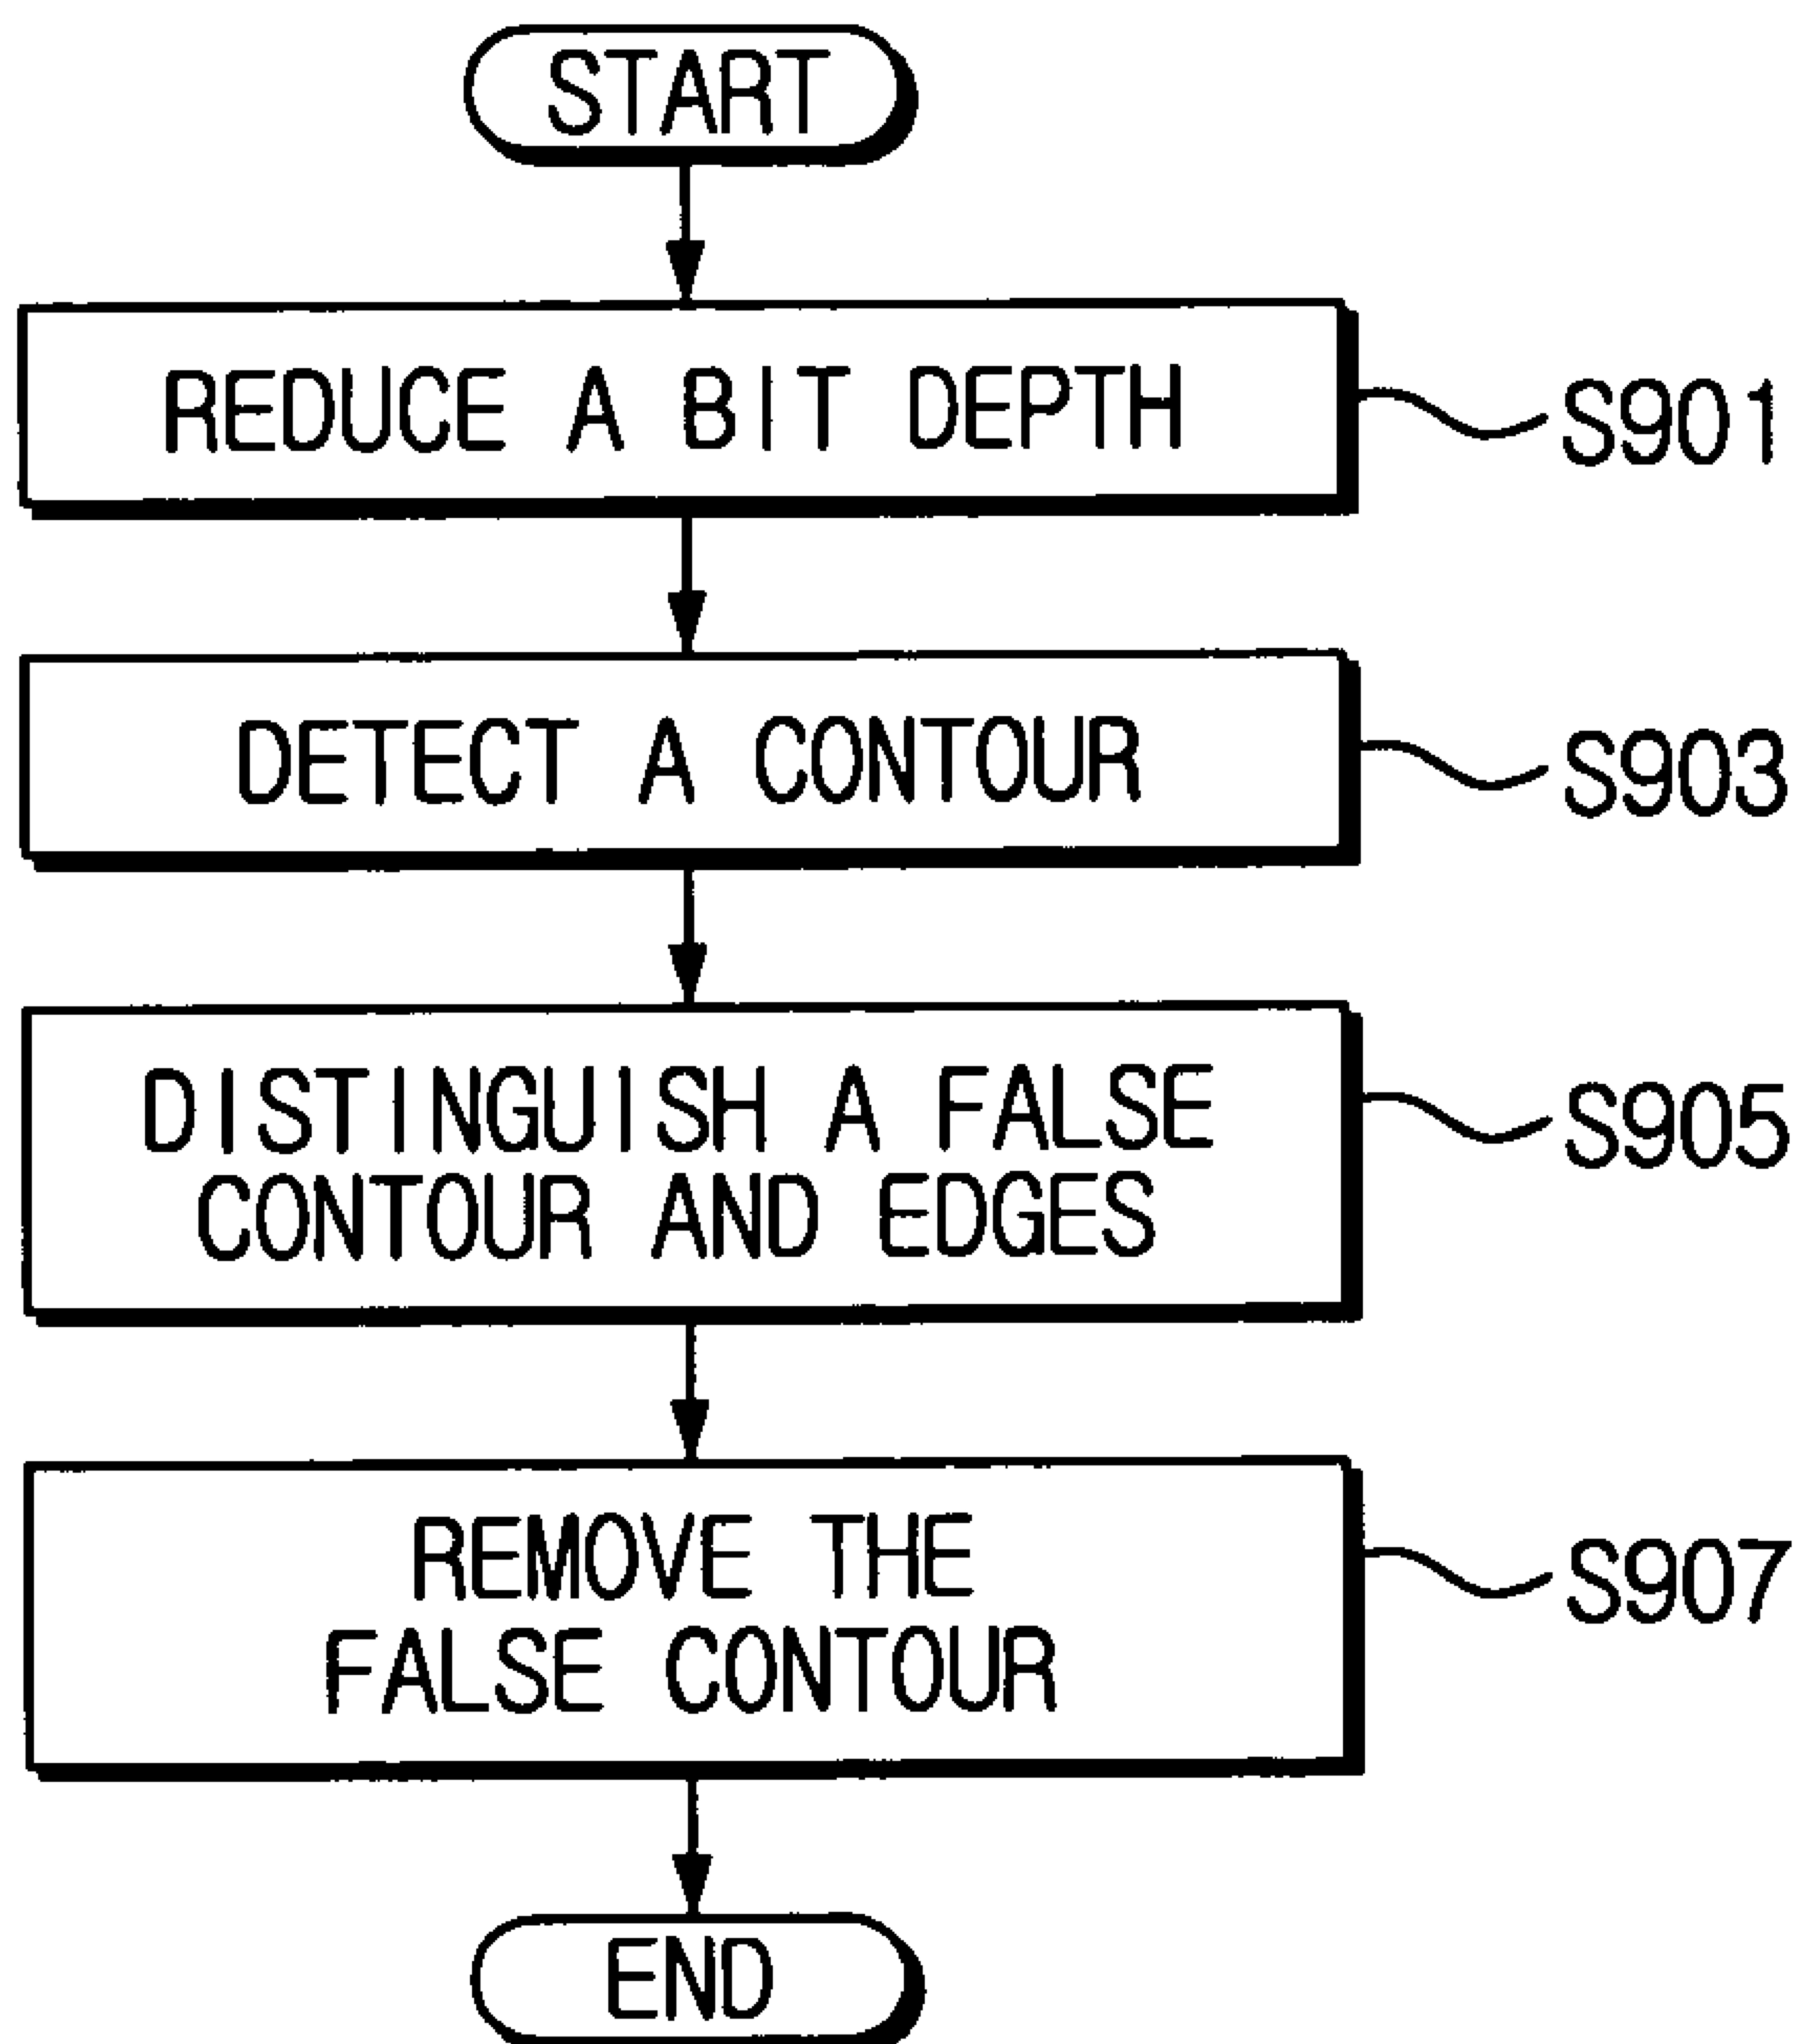 START
REDUCE A BIT DEPTH
S901
DETECT A CONTOUR
S903
DISTINGUISH A FALSE
CONTOUR AND EDGES
S905
REMOVE THE
FALSE CONTOUR
S907
END